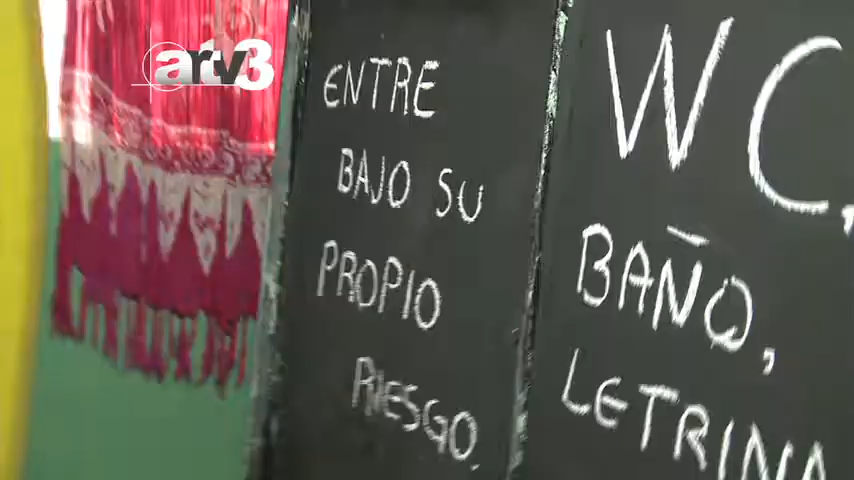 artv3
ENTRE
BAJO SU
PROPIO
RIESGO.
WC,
BAÑO,
LETRINA